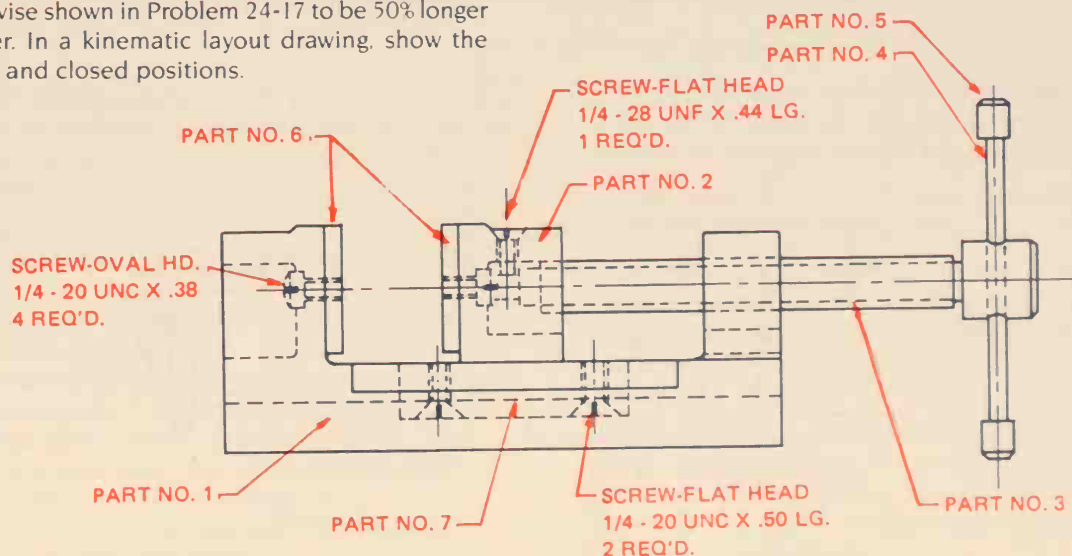 vise shown in Problem 24-17 to be 50% longer
er. In a kinematic layout drawing, show the
and closed positions.
PART NO. 5
PART NO. 4
SCREW-FLAT HEAD
1/4 - 28 UNF X .44 LG.
1 REQ'D.
PART NO. 6
PART NO. 2
SCREW-OVAL HD.
1/4 - 20 UNC X .38
4 REQ'D.
PART NO. 1
PART NO. 7
SCREW-FLAT HEAD
1/4 - 20 UNC X .50 LG.
2 REQ'D.
PART NO. 3